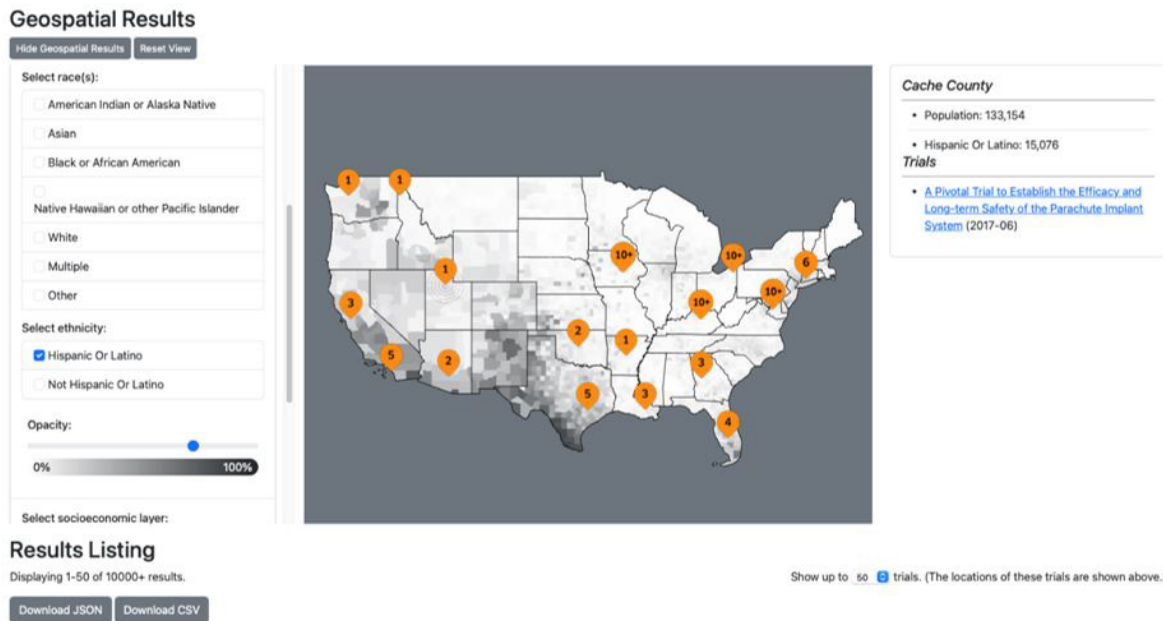 Geospatial Results
Hide Geospatial Results
Reset View
Select race(s):
American Indian or Alaska Native
Asian
Black or African American
Native Hawaiian or other Pacific Islander
White
Multiple
Other
Select ethnicity:
Hispanic Or Latino
Not Hispanic Or Latino
Opacity:
0%
100%
Select socioeconomic layer:
1
1
10+
10+
6
1
10+
10+
3
2
1
5
2
3
5
3
4
Cache County
• Population: 133,154
• Hispanic Or Latino: 15,076
Trials
• A Pivotal Trial to Establish the Efficacy and
Long-term Safety of the Parachute Implant
System (2017-06)
Results Listing
Displaying 1-50 of 10000+ results.
Show up to 50 trials. (The locations of these trials are shown above.)
Download JSON
Download CSV